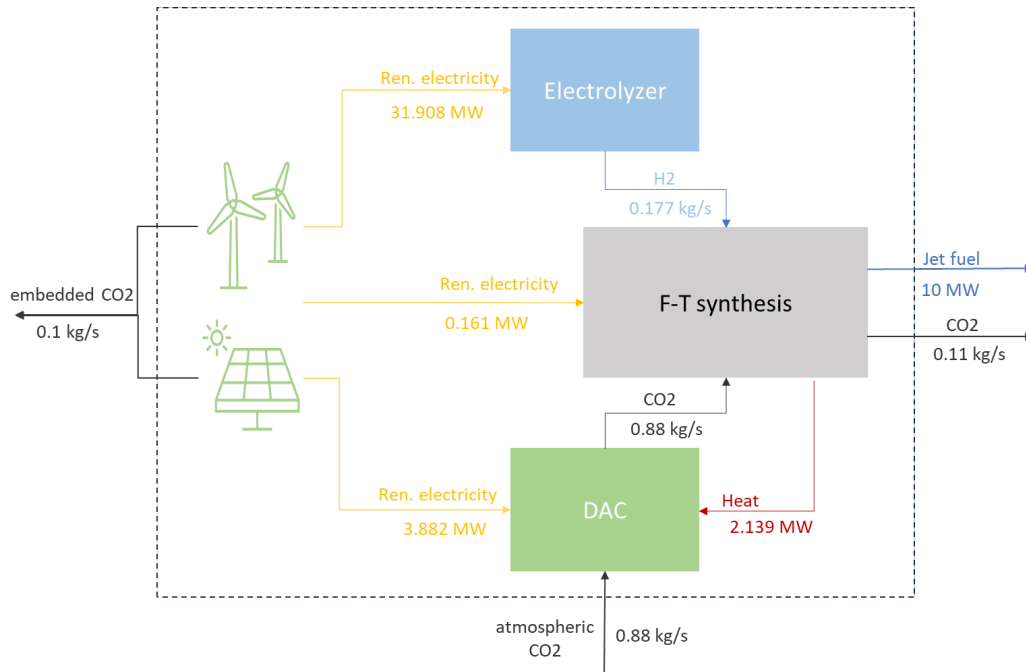 Ren. electricity
31.908 MW
Electrolyzer
H2
0.177 kg/s
embedded CO2
0.1 kg/s
Ren. electricity
0.161 MW
F-T synthesis
Jet fuel
10 MW
CO2
0.11 kg/s
CO2
0.88 kg/s
Ren. electricity
3.882 MW
DAC
Heat
2.139 MW
atmospheric
CO2
0.88 kg/s